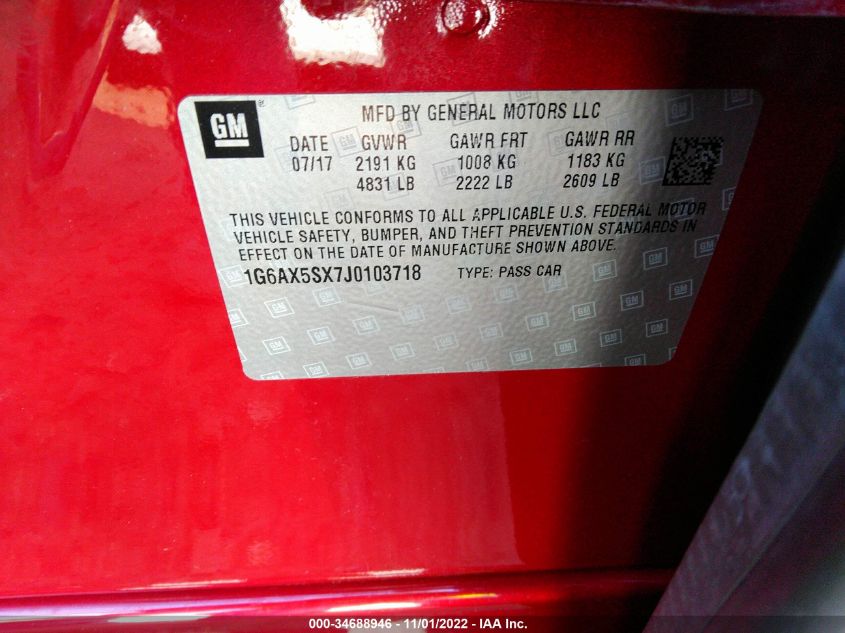 GM
MFD BY GENERAL MOTORS LLC
DATE GVWR GAWR FRT GAWR RR
07/17 2191 KG 1008 KG 1183 KG
4831 LB 2222 LB 2609 LB
THIS VEHICLE CONFORMS TO ALL APPLICABLE U.S. FEDERAL MOTOR
VEHICLE SAFETY, BUMPER, AND THEFT PREVENTION STANDARDS IN
EFFECT ON THE DATE OF MANUFACTURE SHOWN ABOVE.
1G6AX5SX7J0103718 TYPE: PASS CAR
000-34688946 - 11/01/2022 - IAA Inc.